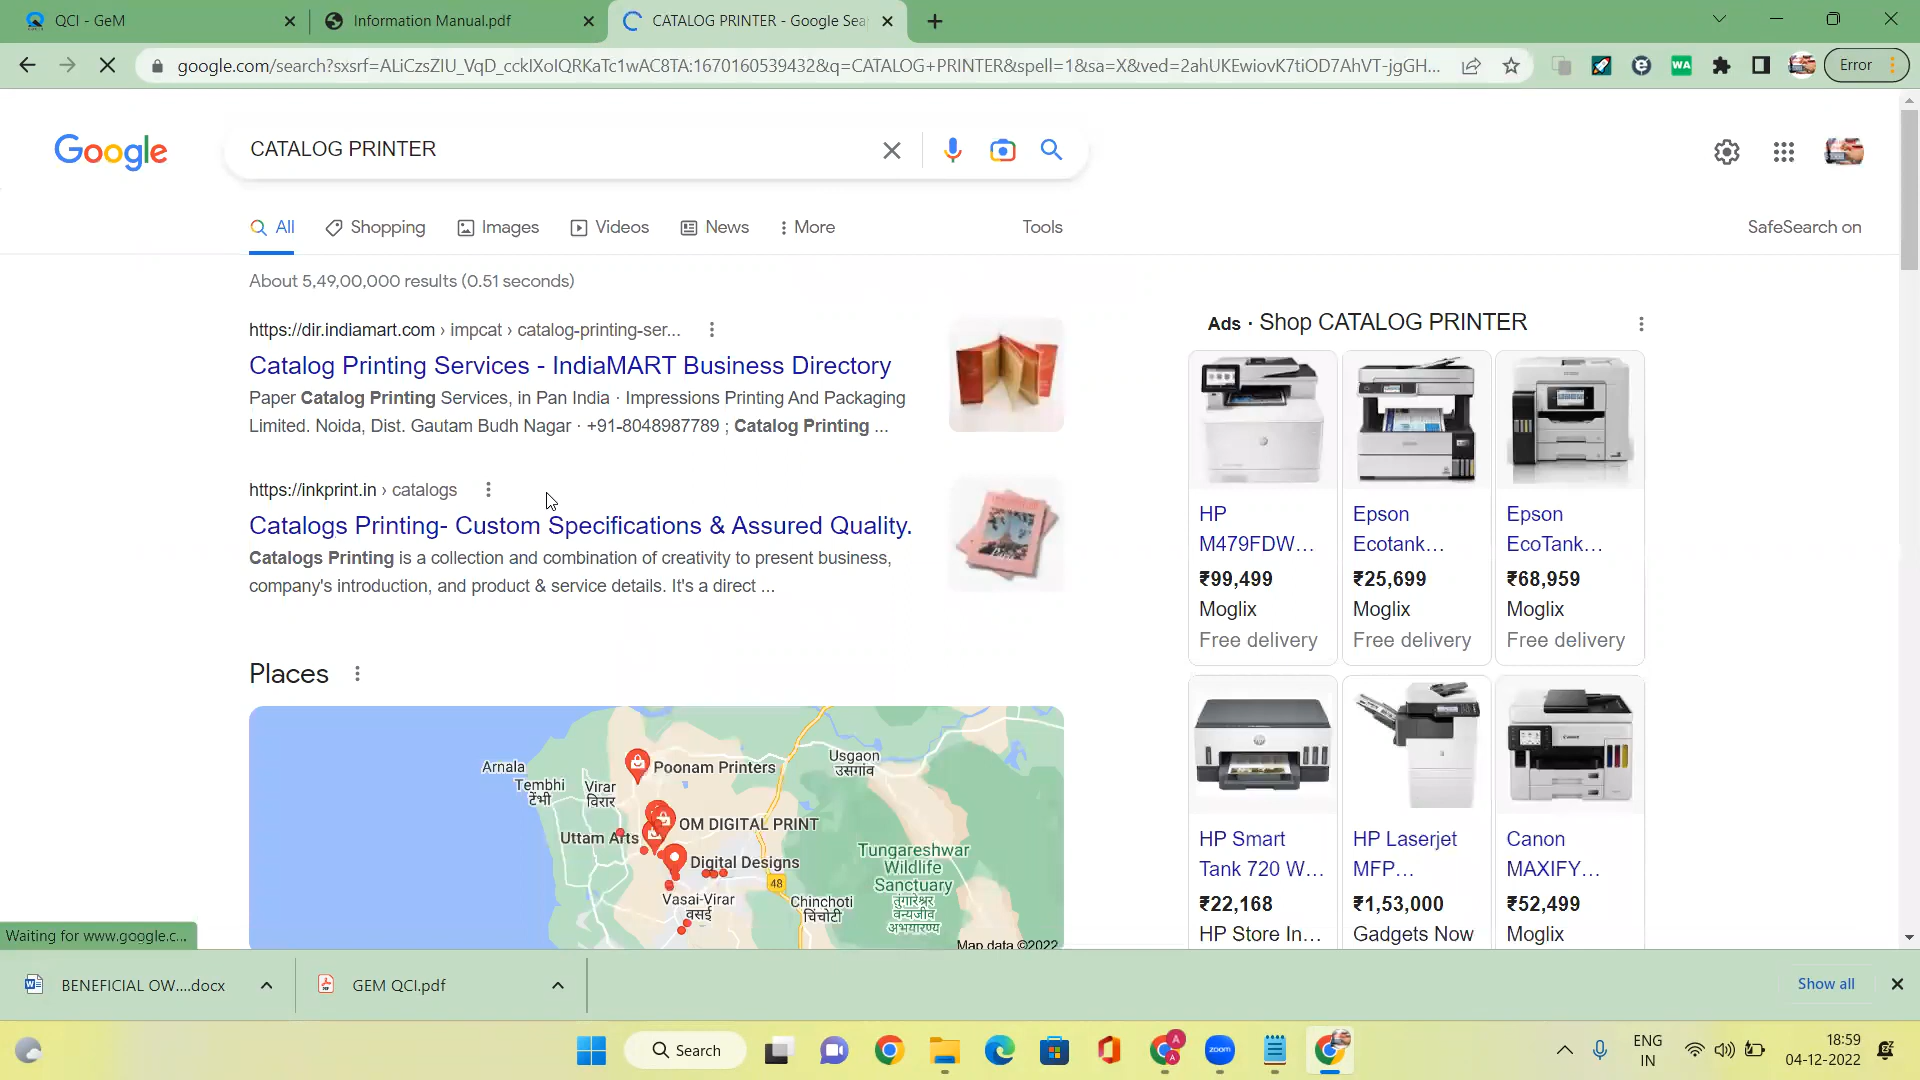 QCI - GeM
Information Manual.pdf
CATALOG PRINTER - Google Sea
google.com/search?sxsrf=ALiCzsZIU_VqD_cckIXoIQRKaTc1wAC8TA:1670160539432&q=CATALOG+PRINTER&spell=1&sa=X&ved=2ahUKEwiovK7tiOD7AhVT-jgGH...
WA
Error
Google
CATALOG PRINTER
All
Shopping
Images
Videos
News
More
Tools
SafeSearch on
About 5,49,00,000 results (0.51 seconds)
https://dir.indiamart.com › impcat › catalog-printing-ser...
Catalog Printing Services - IndiaMART Business Directory
Paper Catalog Printing Services, in Pan India · Impressions Printing And Packaging
Limited. Noida, Dist. Gautam Budh Nagar · +91-8048987789 ; Catalog Printing ...
https://inkprint.in › catalogs
Catalogs Printing- Custom Specifications & Assured Quality.
Catalogs Printing is a collection and combination of creativity to present business,
company's introduction, and product & service details. It's a direct ...
Places
Arnala
Tembhi
टेंभी
Virar
विरार
Poonam Printers
Usgaon
उसगांव
Uttam Arts
OM DIGITAL PRINT
Digital Designs
48
Vasai-Virar
वसई
Chinchoti
चिंचोटी
Tungareshwar
Wildlife
Sanctuary
तुंगारेश्वर
वन्यजीव
अभयारण्य
Map data ©2022
Ads · Shop CATALOG PRINTER
HP
M479FDW...
₹99,499
Moglix
Free delivery
Epson
Ecotank...
₹25,699
Moglix
Free delivery
Epson
EcoTank...
₹68,959
Moglix
Free delivery
HP Smart
Tank 720 W...
₹22,168
HP Store In...
HP Laserjet
MFP...
₹1,53,000
Gadgets Now
Canon
MAXIFY...
₹52,499
Moglix
Waiting for www.google.c...
BENEFICIAL OW....docx
GEM QCI.pdf
Show all
Search
zoom
ENG
IN
18:59
04-12-2022